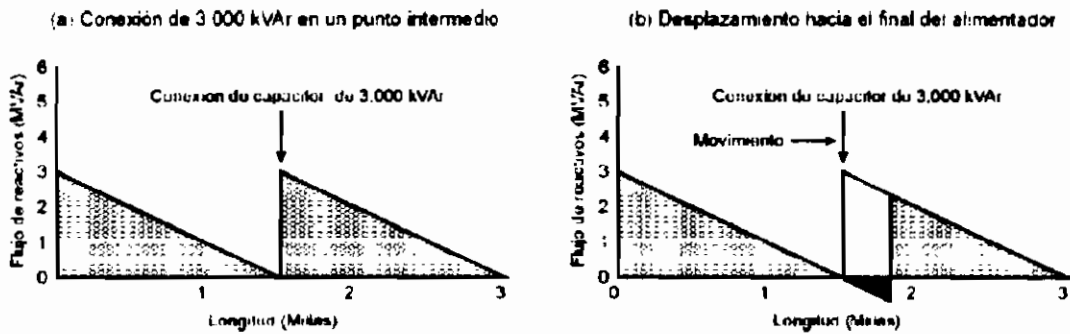 (a) Conexión de 3 000 kVAr en un punto intermedio
6
5
4
3
2
1
0
Flujo de reactivos (MVAr)
Conexion du capacitor de 3.000 kVAr
1
2
3
Longitud (Millas)
(b) Desplazamiento hacia el final del alimentador
6
5
4
3
2
1
0
Flujo de reactivos (MVAr)
Conexion du capacitor du 3,000 kVAr
Movimiento
0
1
2
3
Longitud (Millas)